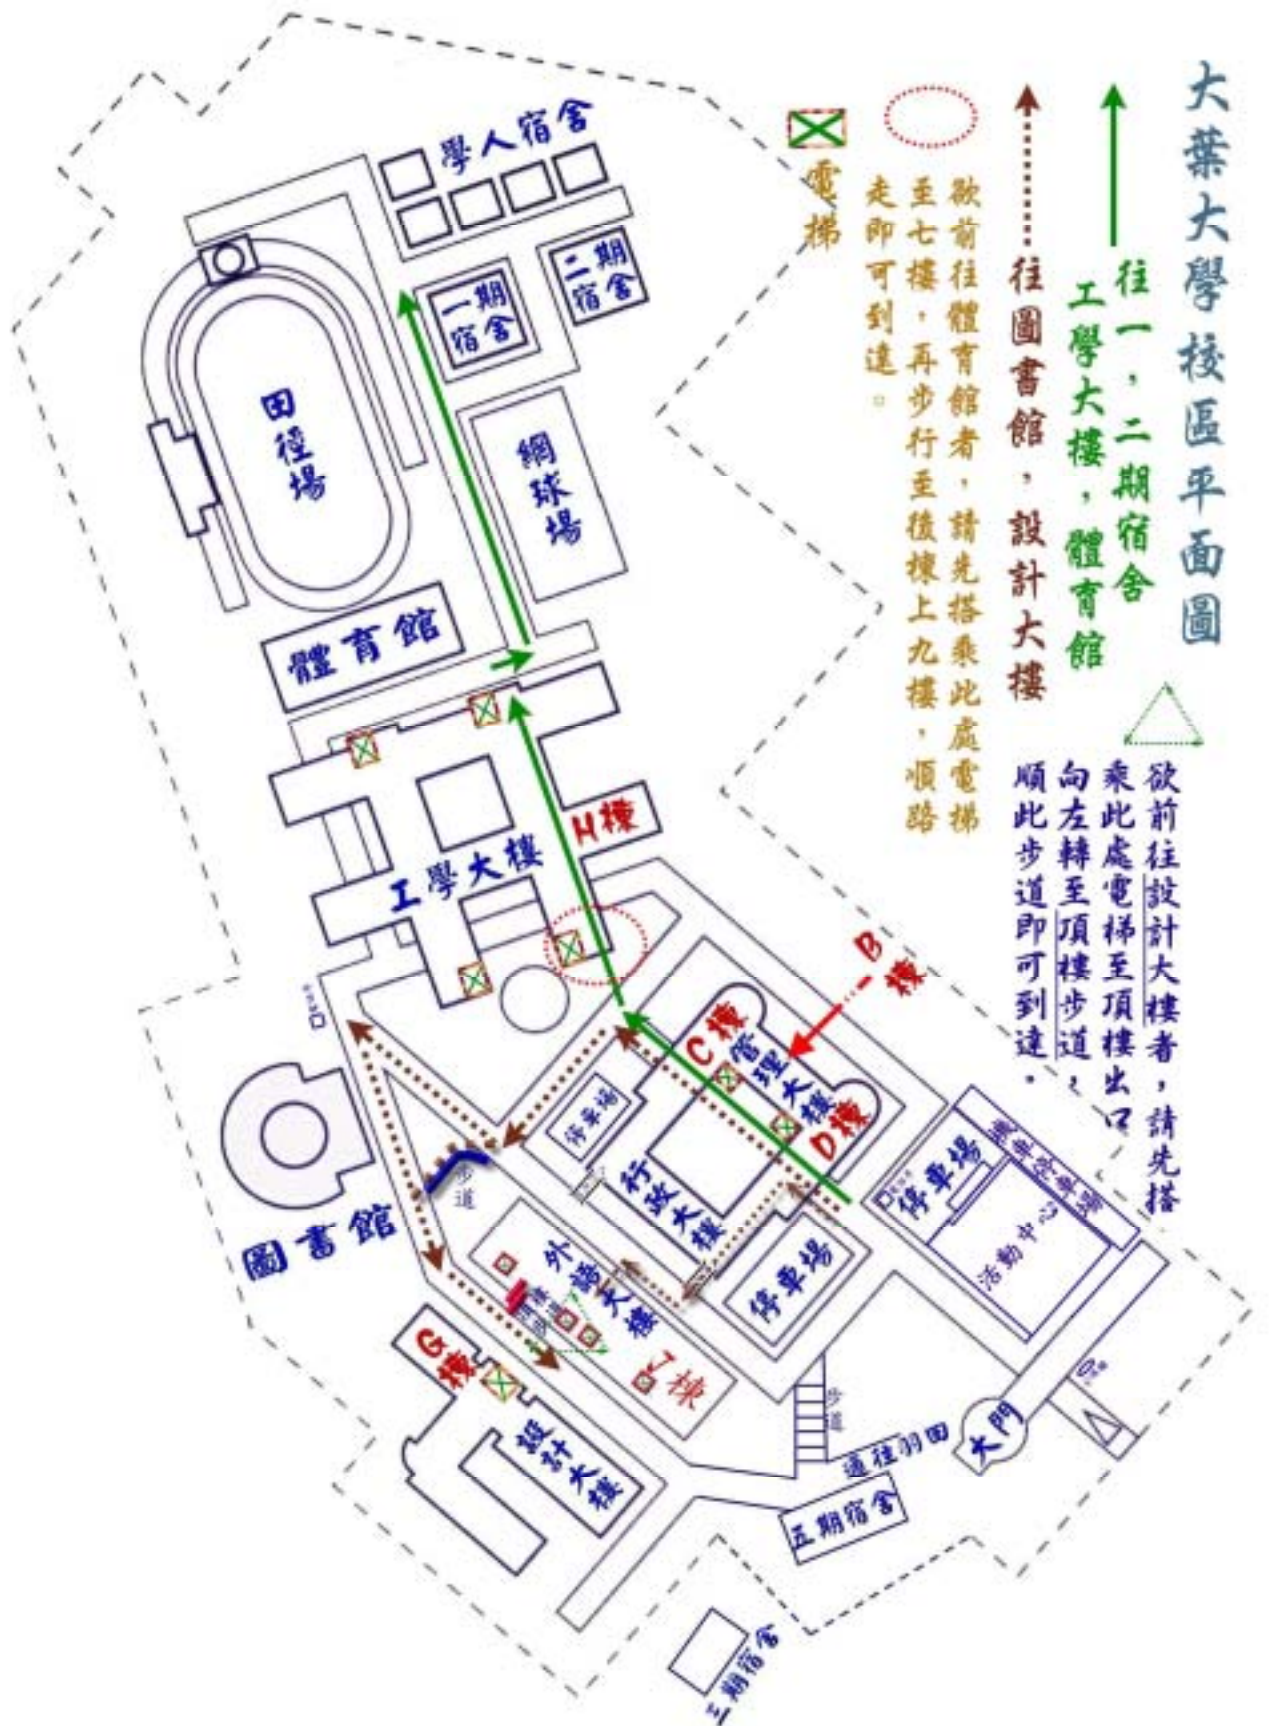 大葉大學校區平面圖
往一,二期宿舍
工學大樓,體育館
往圖書館,設計大樓
欲前往體育館者,請先搭乘此處電梯
至七樓,再步行至後棟上九樓,順路
走即可到達。
電梯
欲前往設計大樓者,請先搭
乘此處電梯至頂樓出口
向左轉至頂樓步道,
順此步道即可到達。
學人宿舍
二期
宿舍
一期
宿舍
田徑場
網球場
體育館
H棟
工學大樓
B棟
C棟
管理大樓
D棟
停車場
行政大樓
停車場
停車場
機車停車場
活動中心
圖書館
步道
外語大樓
J棟
G棟
設計大樓
步道
通往羽田
大門
五期宿舍
三期宿舍